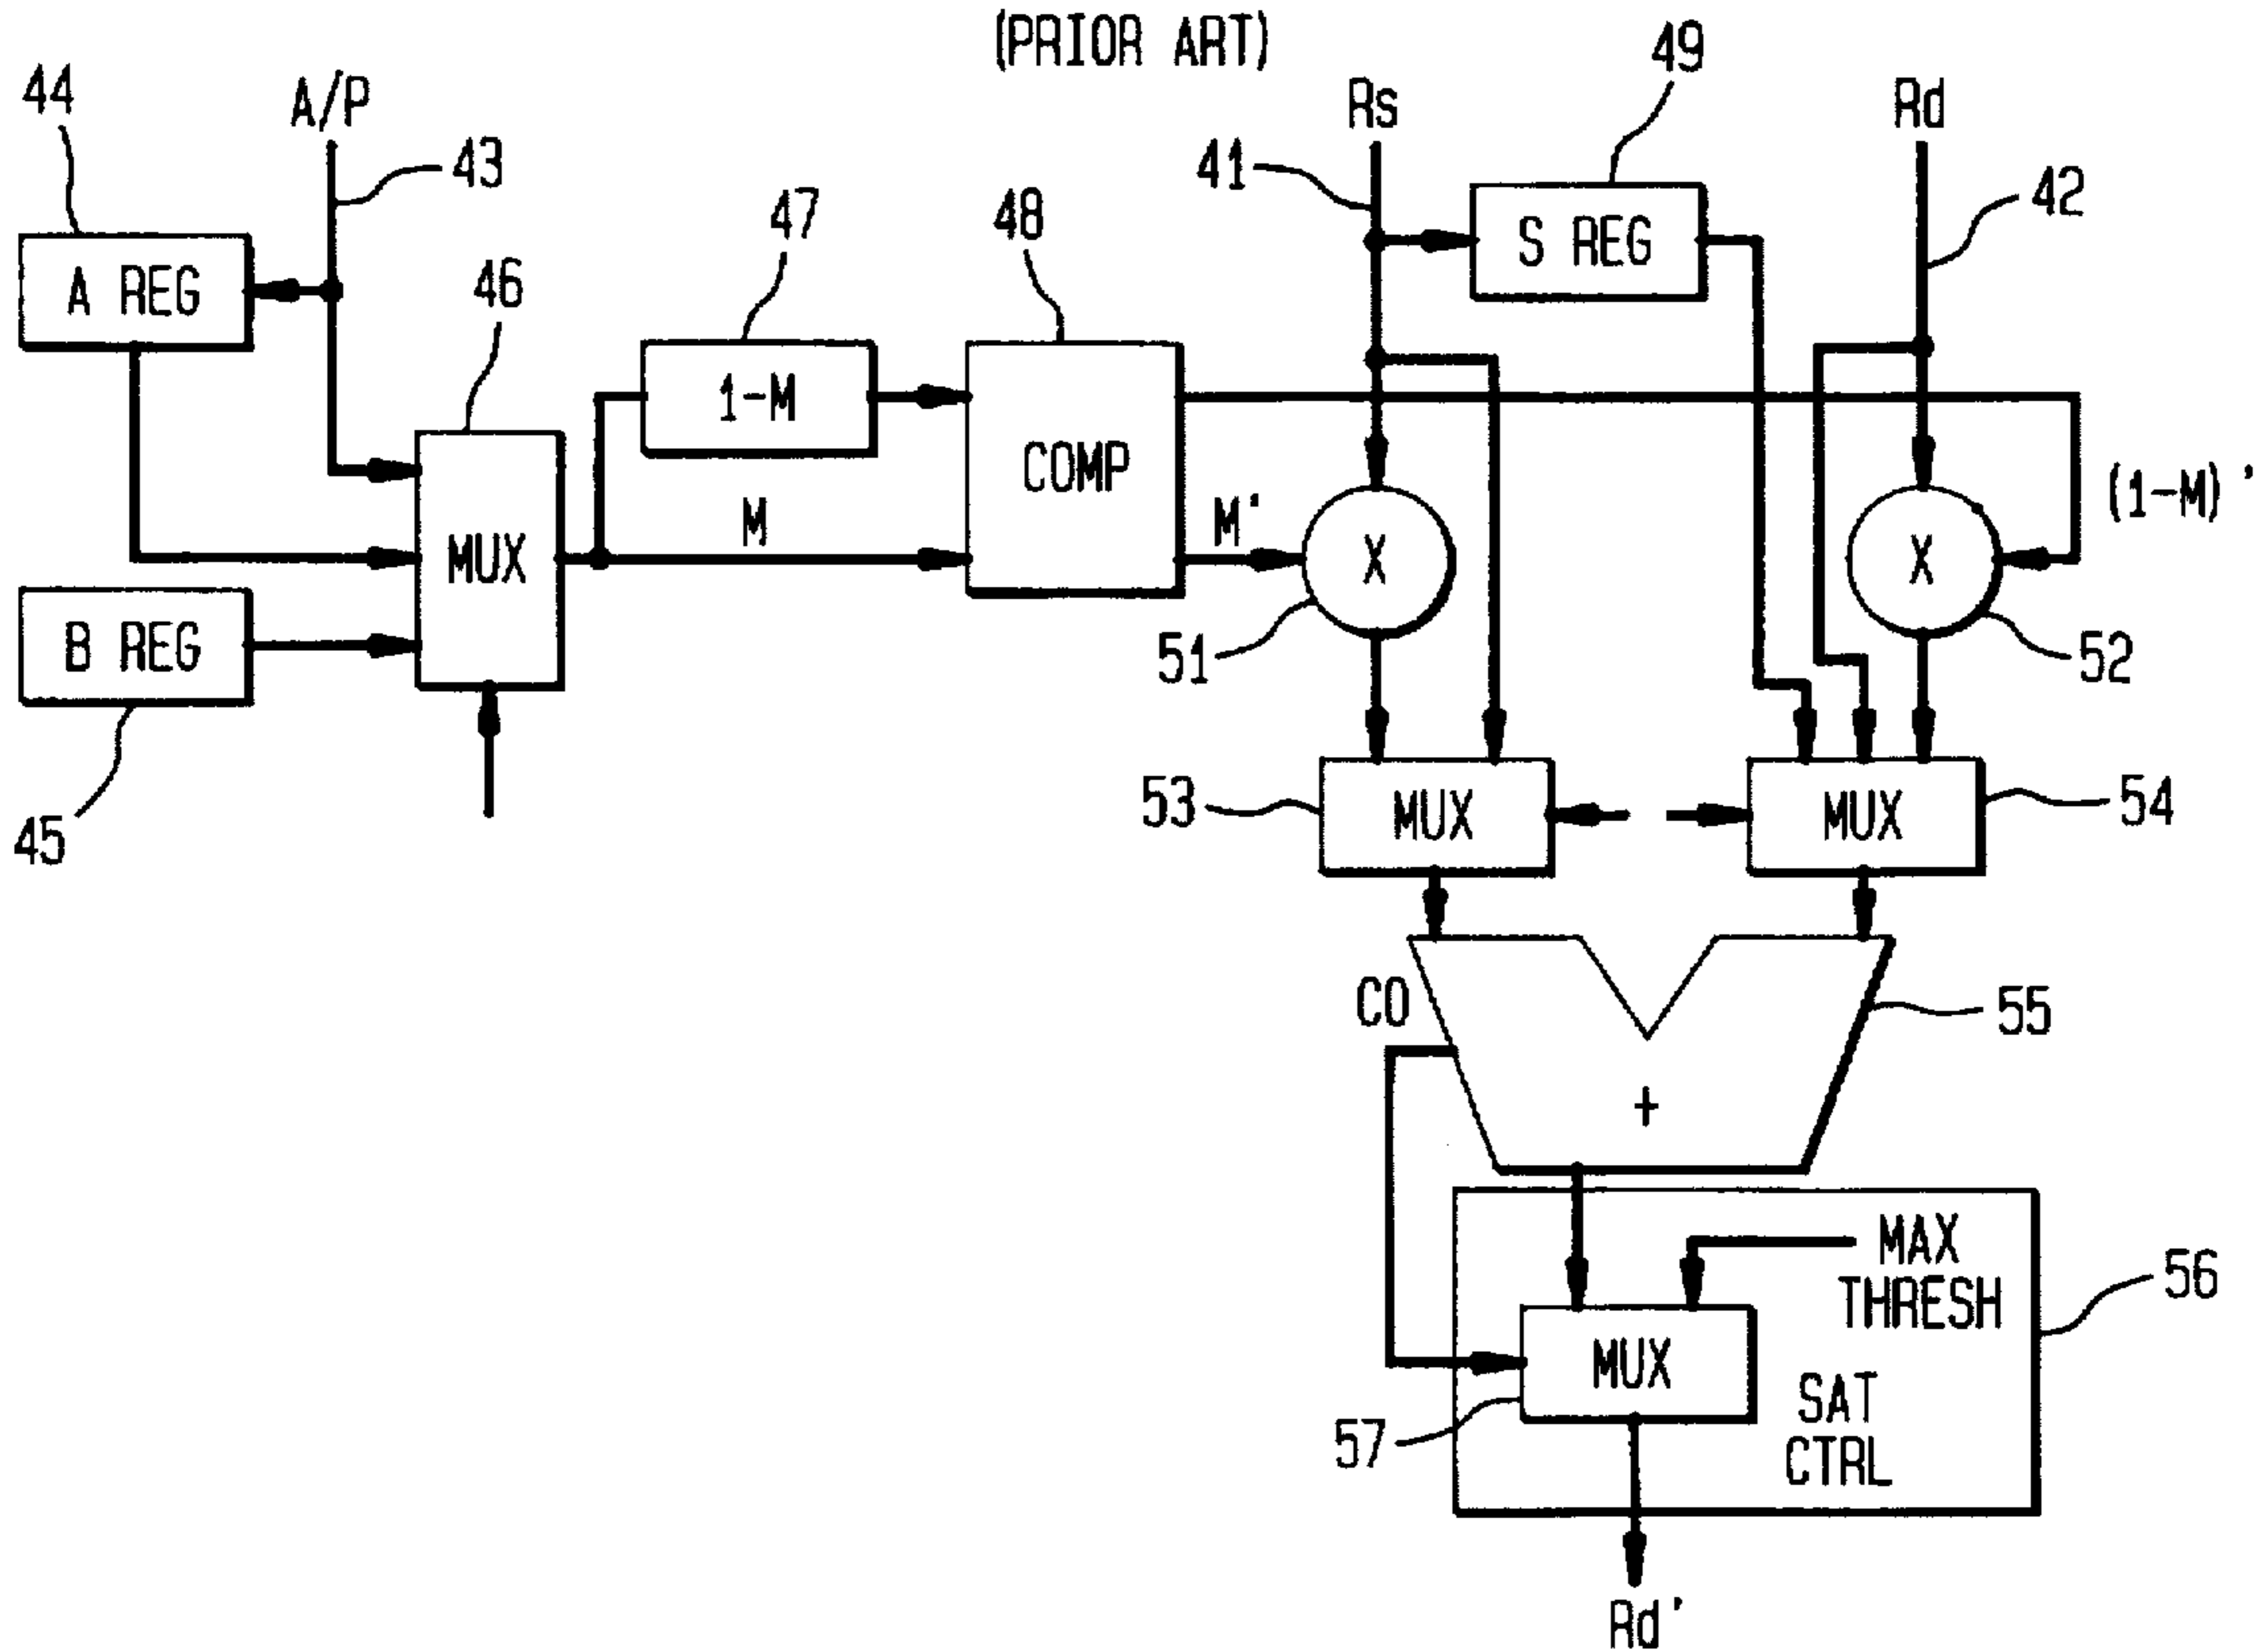 (PRIOR ART)
44
A/P
43
Rs
49
Rd
41
42
47
48
S REG
A REG
46
1-M
COMP
(1-M)'
M
M'
MUX
X
X
B REG
51
52
45
53
MUX
MUX
54
CO
55
+
MAX
THRESH
56
MUX
SAT
CTRL
57
Rd'